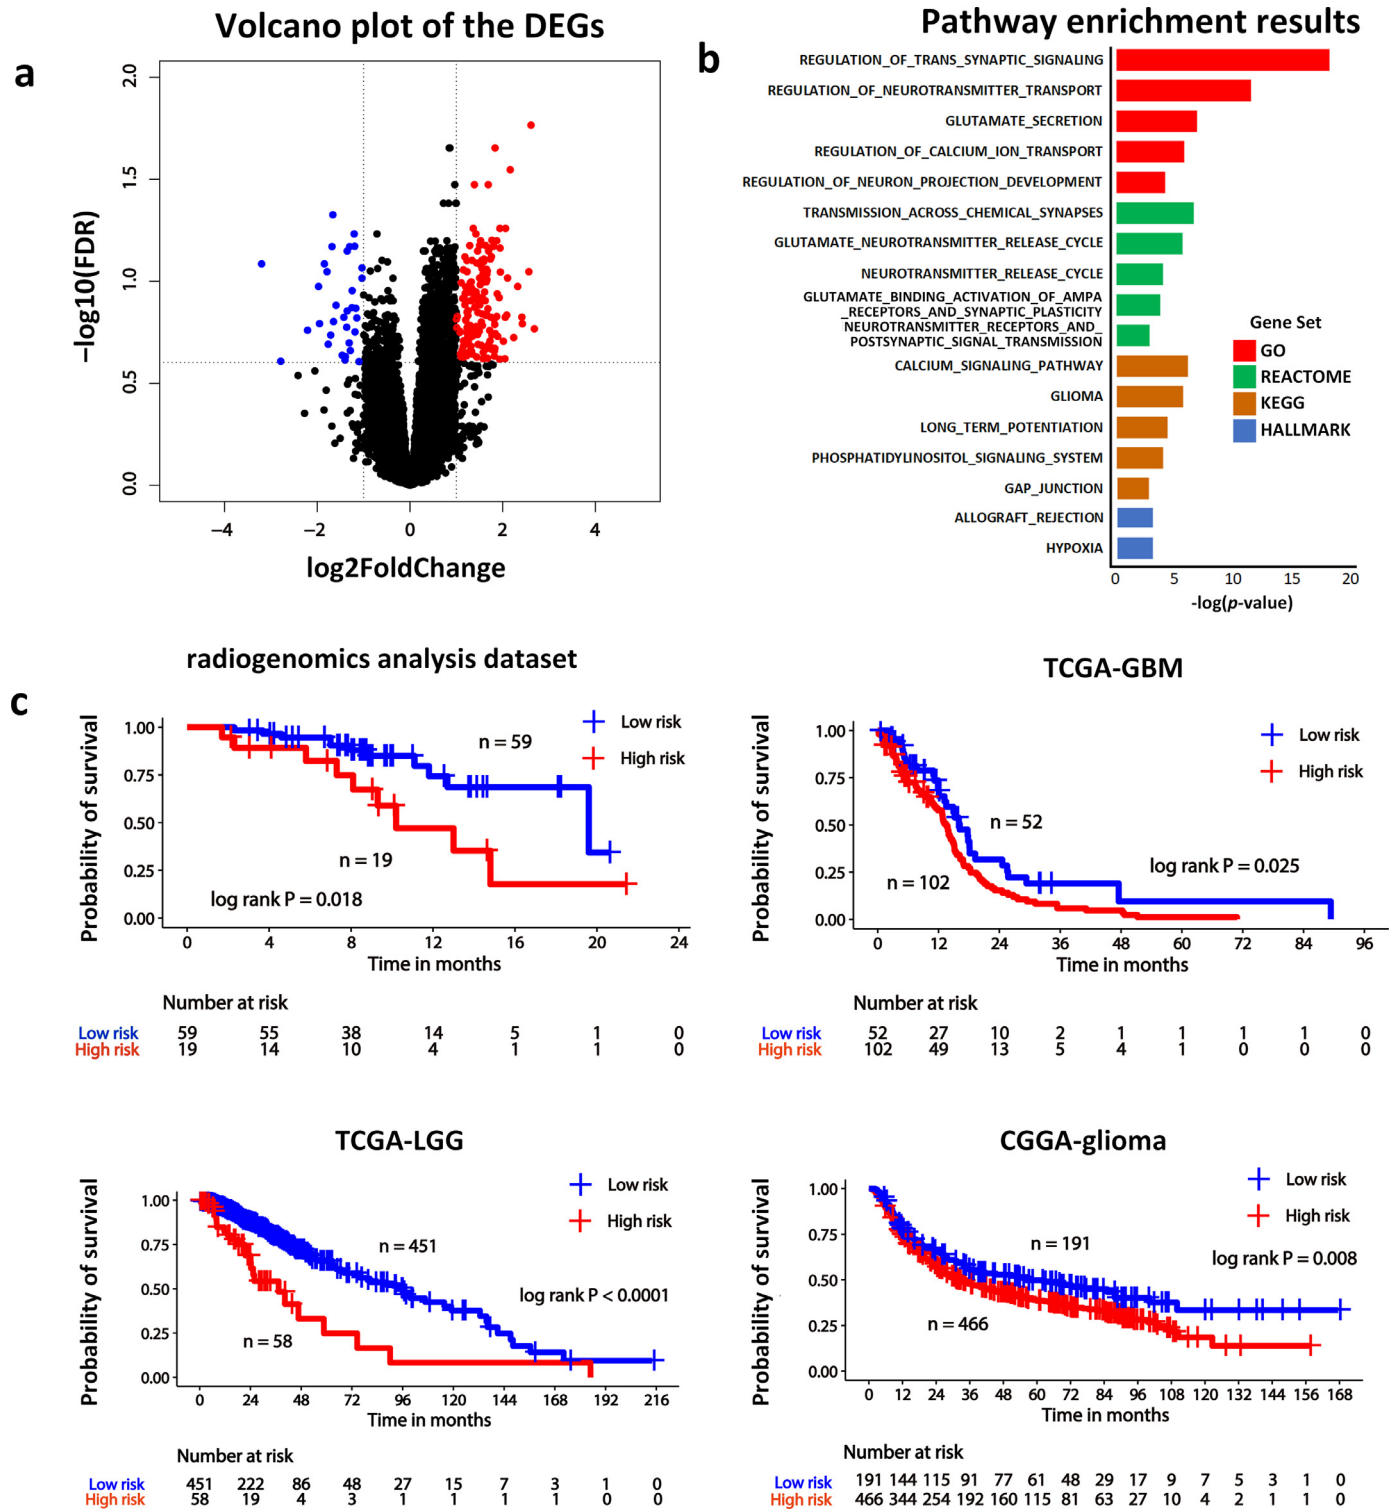 Volcano plot of the DEGs
a
2.0
1.5
1.0
0.5
0.0
−log10(FDR)
−4 −2 0 2 4
log2FoldChange
Pathway enrichment results
b
REGULATION_OF_TRANS_SYNAPTIC_SIGNALING
REGULATION_OF_NEUROTRANSMITTER_TRANSPORT
GLUTAMATE_SECRETION
REGULATION_OF_CALCIUM_ION_TRANSPORT
REGULATION_OF_NEURON_PROJECTION_DEVELOPMENT
TRANSMISSION_ACROSS_CHEMICAL_SYNAPSES
GLUTAMATE_NEUROTRANSMITTER_RELEASE_CYCLE
NEUROTRANSMITTER_RELEASE_CYCLE
GLUTAMATE_BINDING_ACTIVATION_OF_AMPA
_RECEPTORS_AND_SYNAPTIC_PLASTICITY
NEUROTRANSMITTER_RECEPTORS_AND_
POSTSYNAPTIC_SIGNAL_TRANSMISSION
CALCIUM_SIGNALING_PATHWAY
GLIOMA
LONG_TERM_POTENTIATION
PHOSPHATIDYLINOSITOL_SIGNALING_SYSTEM
GAP_JUNCTION
ALLOGRAFT_REJECTION
HYPOXIA
Gene Set
GO
REACTOME
KEGG
HALLMARK
0 5 10 15 20
-log(p-value)
c
radiogenomics analysis dataset
Probability of survival
1.00
0.75
0.50
0.25
0.00
Low risk
High risk
n = 59
n = 19
log rank P = 0.018
0 4 8 12 16 20 24
Time in months
Number at risk
Low risk 59 55 38 14 5 1 0
High risk 19 14 10 4 1 1 0
TCGA-GBM
Probability of survival
1.00
0.75
0.50
0.25
0.00
Low risk
High risk
n = 52
n = 102
log rank P = 0.025
0 12 24 36 48 60 72 84 96
Time in months
Number at risk
Low risk 52 27 10 2 1 1 1 1 0
High risk 102 49 13 5 4 1 0 0 0
TCGA-LGG
Probability of survival
1.00
0.75
0.50
0.25
0.00
Low risk
High risk
n = 451
n = 58
log rank P < 0.0001
0 24 48 72 96 120 144 168 192 216
Time in months
Number at risk
Low risk 451 222 86 48 27 15 7 3 1 0
High risk 58 19 4 3 1 1 1 1 0 0
CGGA-glioma
Probability of survival
1.00
0.75
0.50
0.25
0.00
Low risk
High risk
n = 191
n = 466
log rank P = 0.008
0 12 24 36 48 60 72 84 96 108 120 132 144 156 168
Time in months
Number at risk
Low risk 191 144 115 91 77 61 48 29 17 9 7 5 3 1 0
High risk 466 344 254 192 160 115 81 63 27 10 4 2 1 1 0